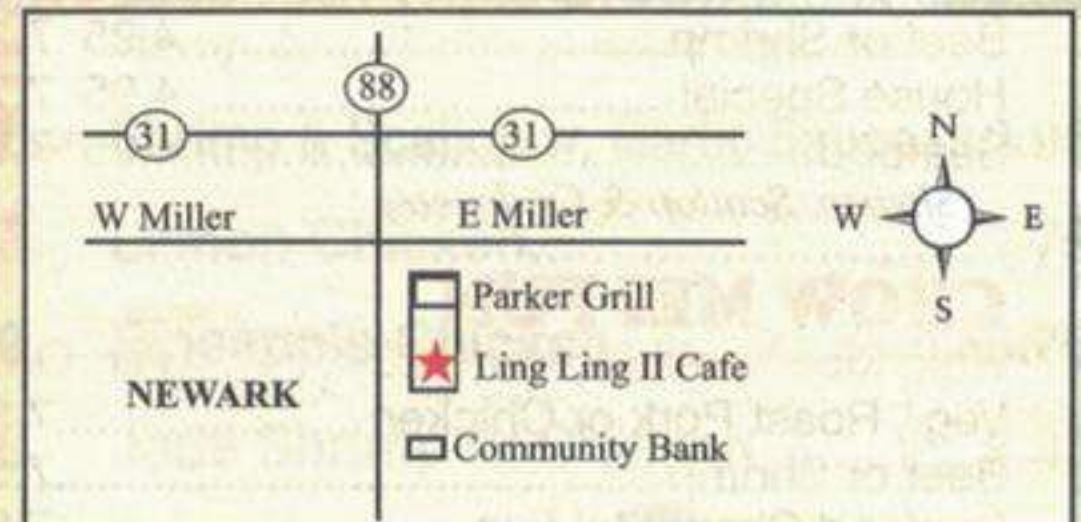 88
31 31
N
W Miller E Miller W E
S
Parker Grill
Ling Ling II Cafe
NEWARK
Community Bank